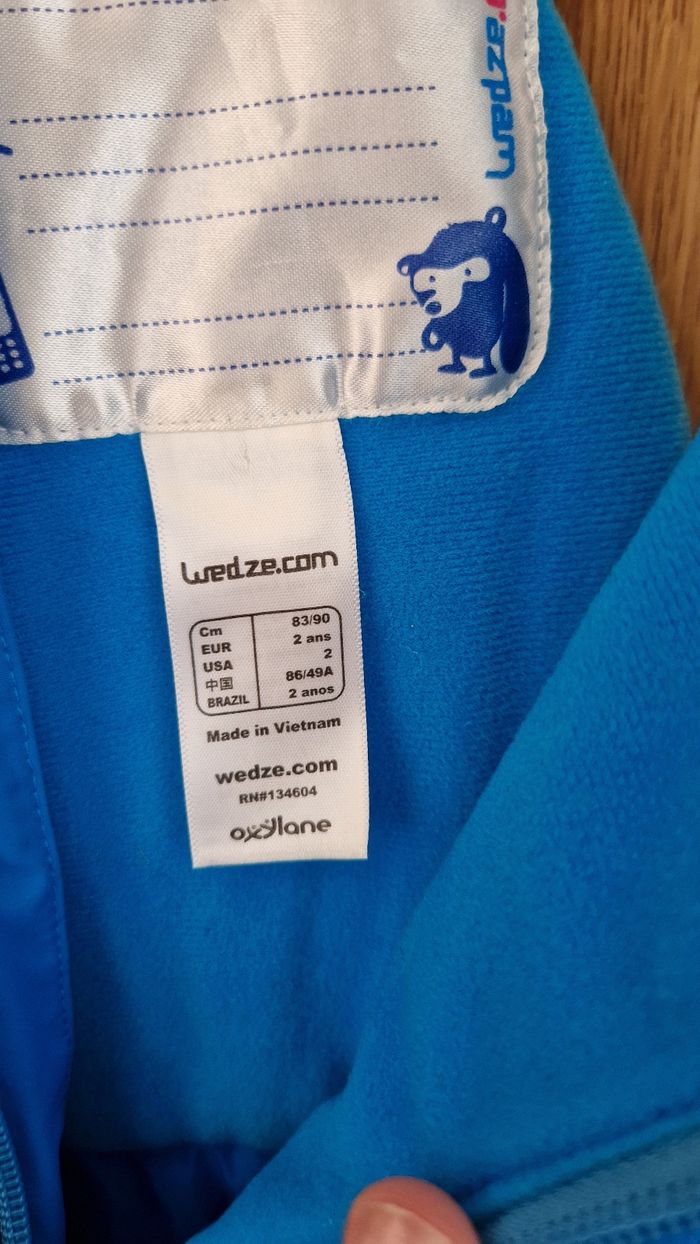 wedze
wedze.com
Cm 83/90
EUR 2 ans
USA 2
中国 86/49A
BRAZIL 2 anos
Made in Vietnam
wedze.com
RN#134604
oxylane